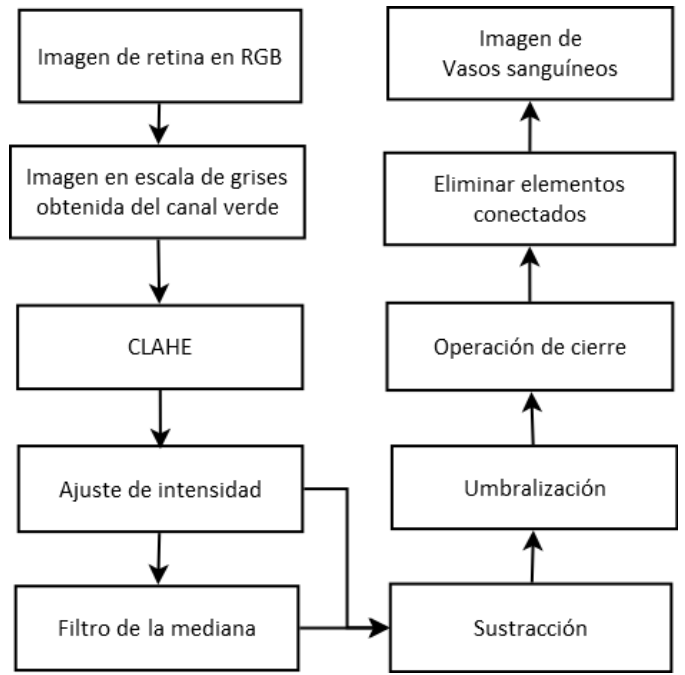 Imagen de retina en RGB
Imagen en escala de grises
obtenida del canal verde
CLAHE
Ajuste de intensidad
Filtro de la mediana
Sustracción
Umbralización
Operación de cierre
Eliminar elementos
conectados
Imagen de
Vasos sanguíneos